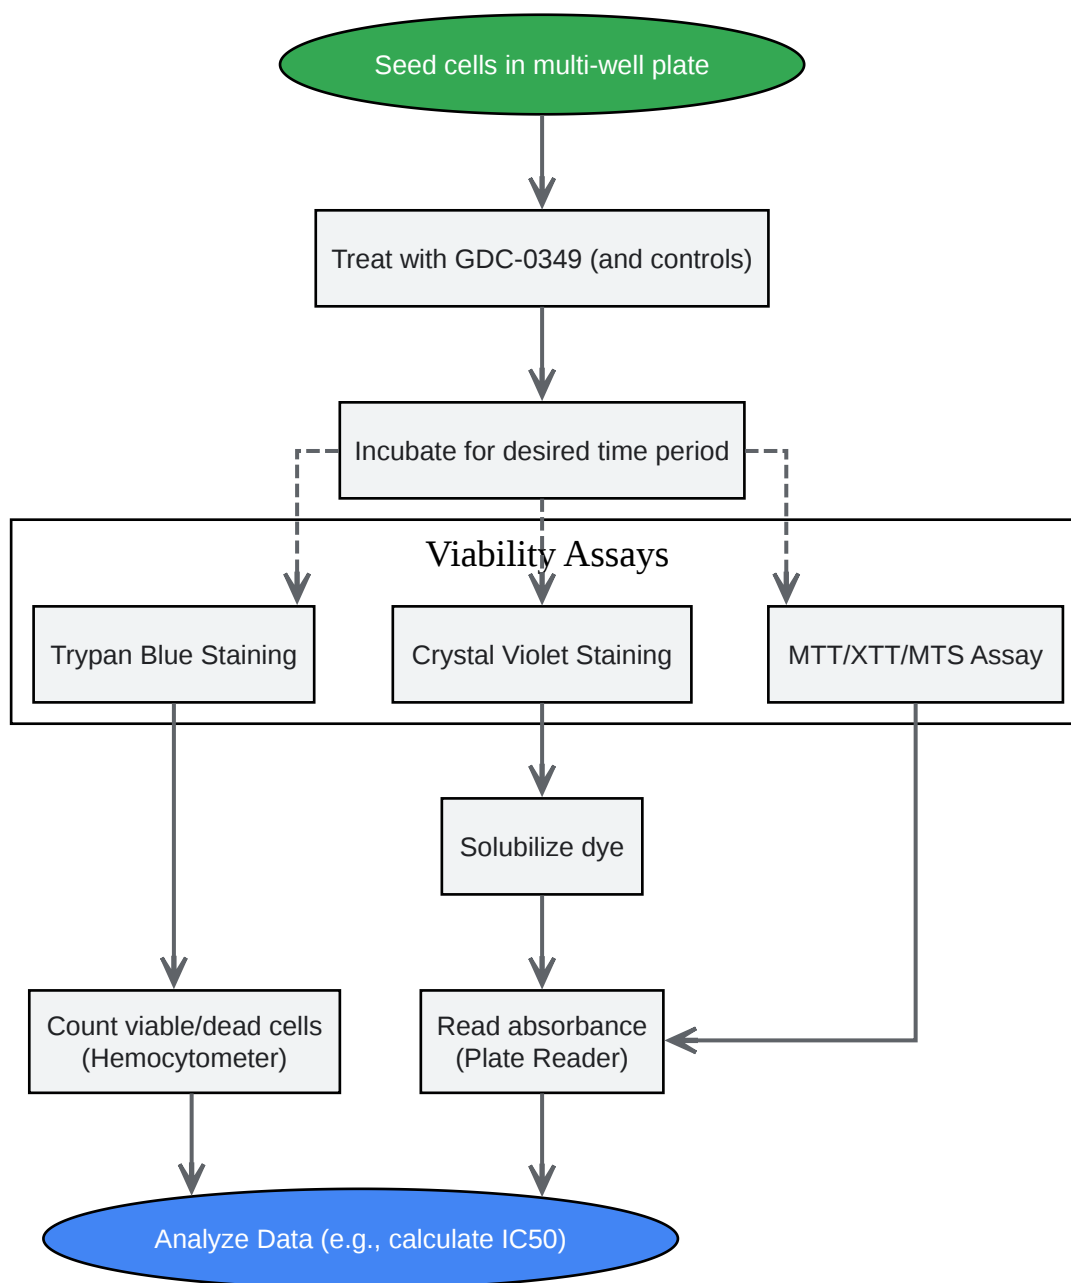 Seed cells in multi-well plate
Treat with GDC-0349 (and controls)
Incubate for desired time period
Viability Assays
Trypan Blue Staining
Crystal Violet Staining
MTT/XTT/MTS Assay
Solubilize dye
Count viable/dead cells
(Hemocytometer)
Read absorbance
(Plate Reader)
Analyze Data (e.g., calculate IC50)